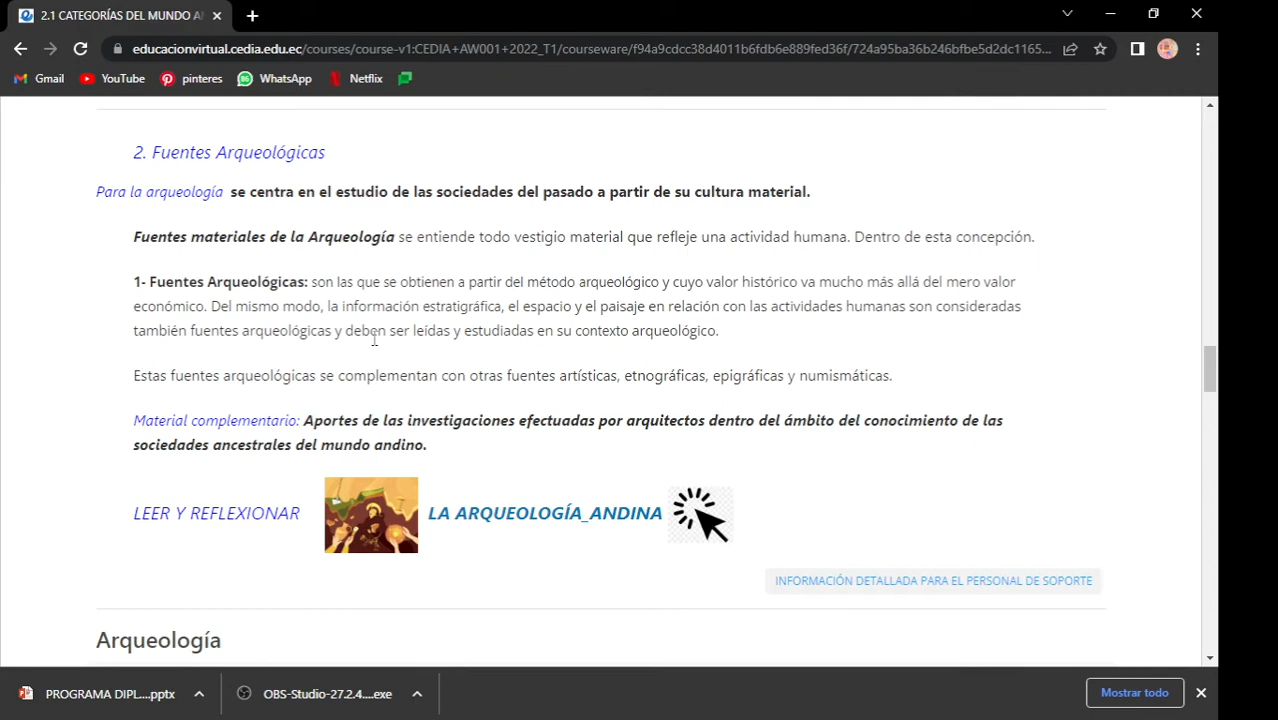 2.1 CATEGORÍAS DEL MUNDO AN
educacionvirtual.cedia.edu.ec/courses/course-v1:CEDIA+AW001+2022_T1/courseware/f94a9cdcc38d4011b6fdb6e889fed36f/724a95ba36b246bfbe5d2dc1165...
Gmail YouTube pinteres WhatsApp Netflix
2. Fuentes Arqueológicas
Para la arqueología se centra en el estudio de las sociedades del pasado a partir de su cultura material.
Fuentes materiales de la Arqueología se entiende todo vestigio material que refleje una actividad humana. Dentro de esta concepción.
1- Fuentes Arqueológicas: son las que se obtienen a partir del método arqueológico y cuyo valor histórico va mucho más allá del mero valor
económico. Del mismo modo, la información estratigráfica, el espacio y el paisaje en relación con las actividades humanas son consideradas
también fuentes arqueológicas y deben ser leídas y estudiadas en su contexto arqueológico.
Estas fuentes arqueológicas se complementan con otras fuentes artísticas, etnográficas, epigráficas y numismáticas.
Material complementario: Aportes de las investigaciones efectuadas por arquitectos dentro del ámbito del conocimiento de las
sociedades ancestrales del mundo andino.
LEER Y REFLEXIONAR LA ARQUEOLOGÍA_ANDINA
INFORMACIÓN DETALLADA PARA EL PERSONAL DE SOPORTE
Arqueología
PROGRAMA DIPL....pptx OBS-Studio-27.2.4....exe Mostrar todo